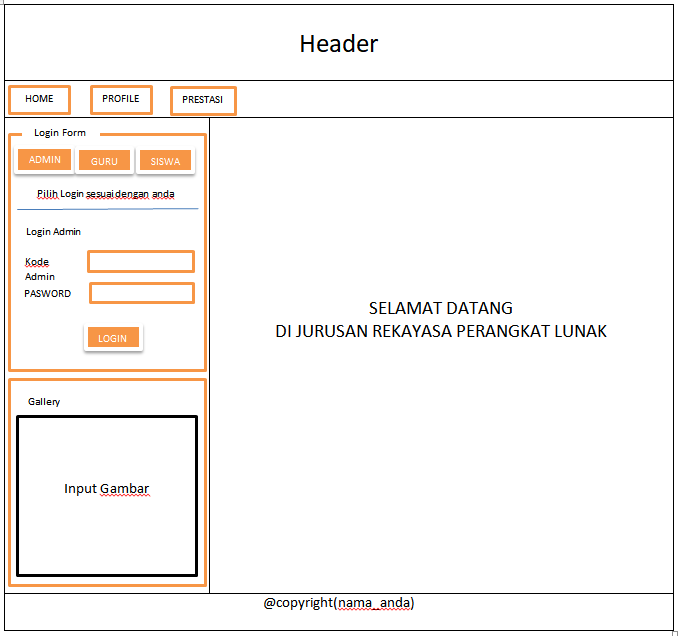 Header
HOME PROFILE PRESTASI
Login Form
ADMIN GURU SISWA
Pilih Login sesuai dengan anda
Login Admin
Kode
Admin
PASWORD
LOGIN
SELAMAT DATANG
DI JURUSAN REKAYASA PERANGKAT LUNAK
Gallery
Input Gambar
@copyright(nama_anda)